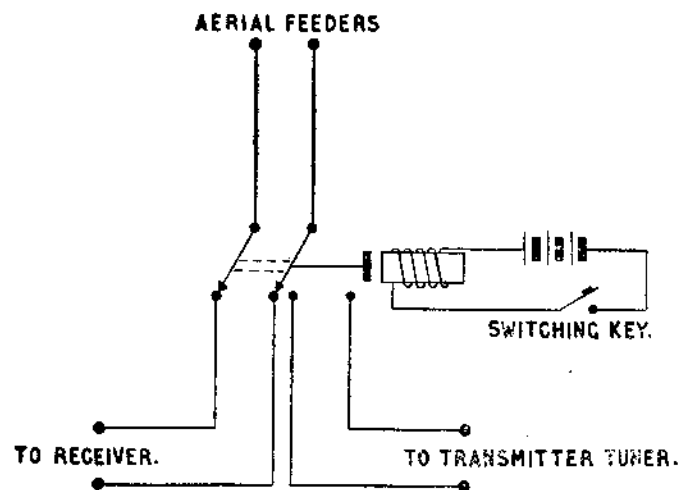 AERIAL FEEDERS
SWITCHING KEY.
TO RECEIVER.
TO TRANSMITTER TUNER.